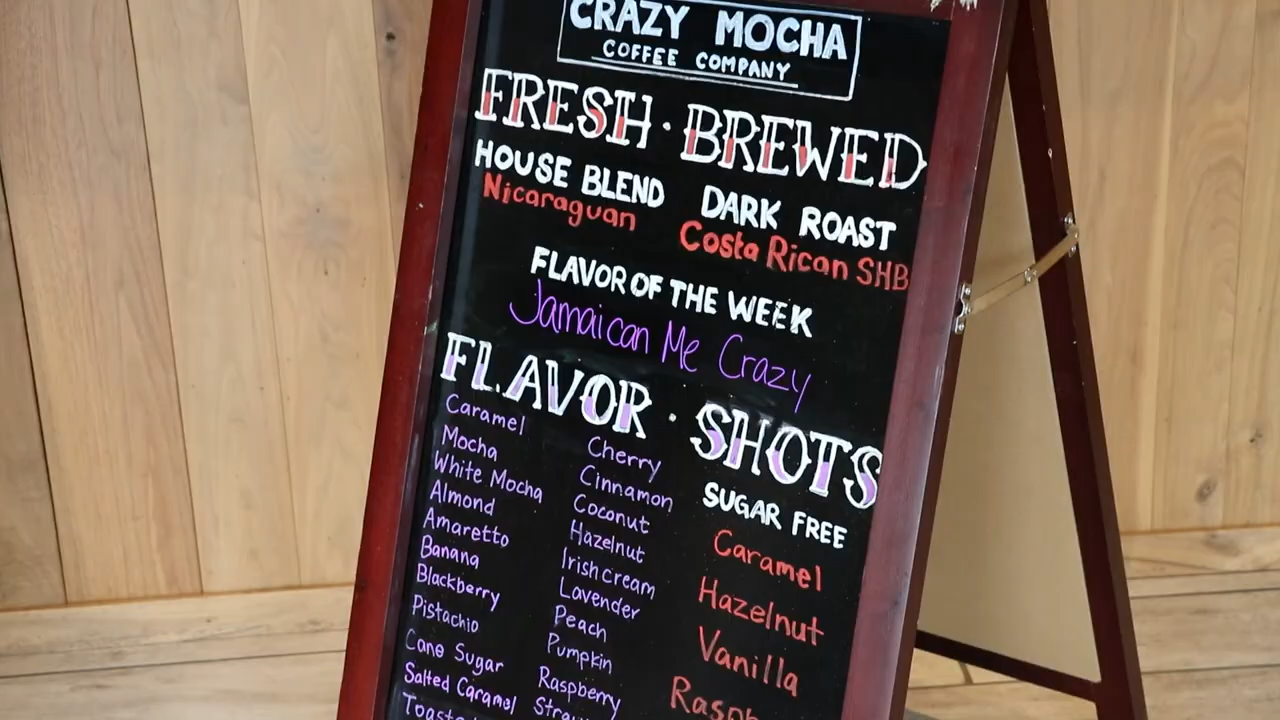 CRAZY MOCHA
COFFEE COMPANY
FRESH · BREWED
HOUSE BLEND
Nicaraguan
DARK ROAST
Costa Rican SHB
FLAVOR OF THE WEEK
Jamaican Me Crazy
FLAVOR · SHOTS
Caramel
Mocha
White Mocha
Almond
Amaretto
Banana
Blackberry
Pistachio
Cane Sugar
Salted Caramel
Cherry
Cinnamon
Coconut
Hazelnut
Irish cream
Lavender
Peach
Pumpkin
Raspberry
SUGAR FREE
Caramel
Hazelnut
Vanilla